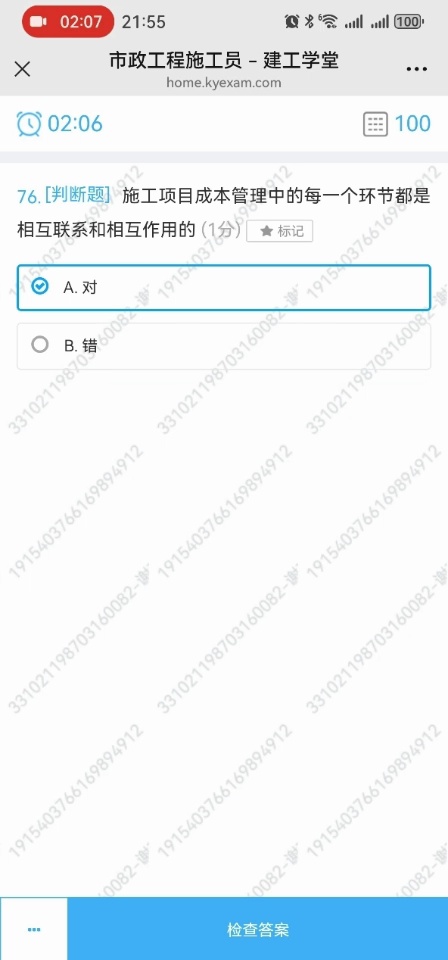 02:07 21:55 6 100
市政工程施工员 – 建工学堂
home.kyexam.com
02:06 100
76. [判断题] 施工项目成本管理中的每一个环节都是
相互联系和相互作用的 (1分) ★ 标记
A. 对
B. 错
1915403766169894912
331021198703160082-谢
检查答案